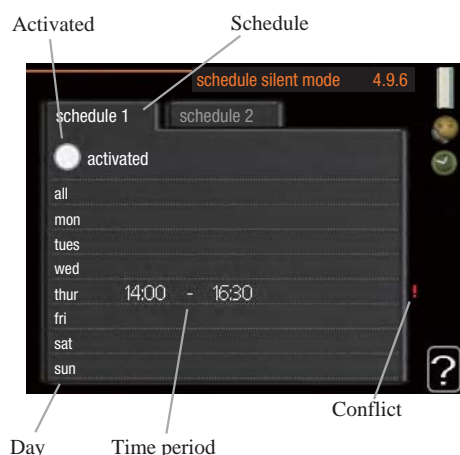 Activated Schedule
schedule silent mode 4.9.6
schedule 1 schedule 2
activated
all
mon
tues
wed
thur 14:00 - 16:30
!
fri
sat
sun
?
Conflict
Day Time period